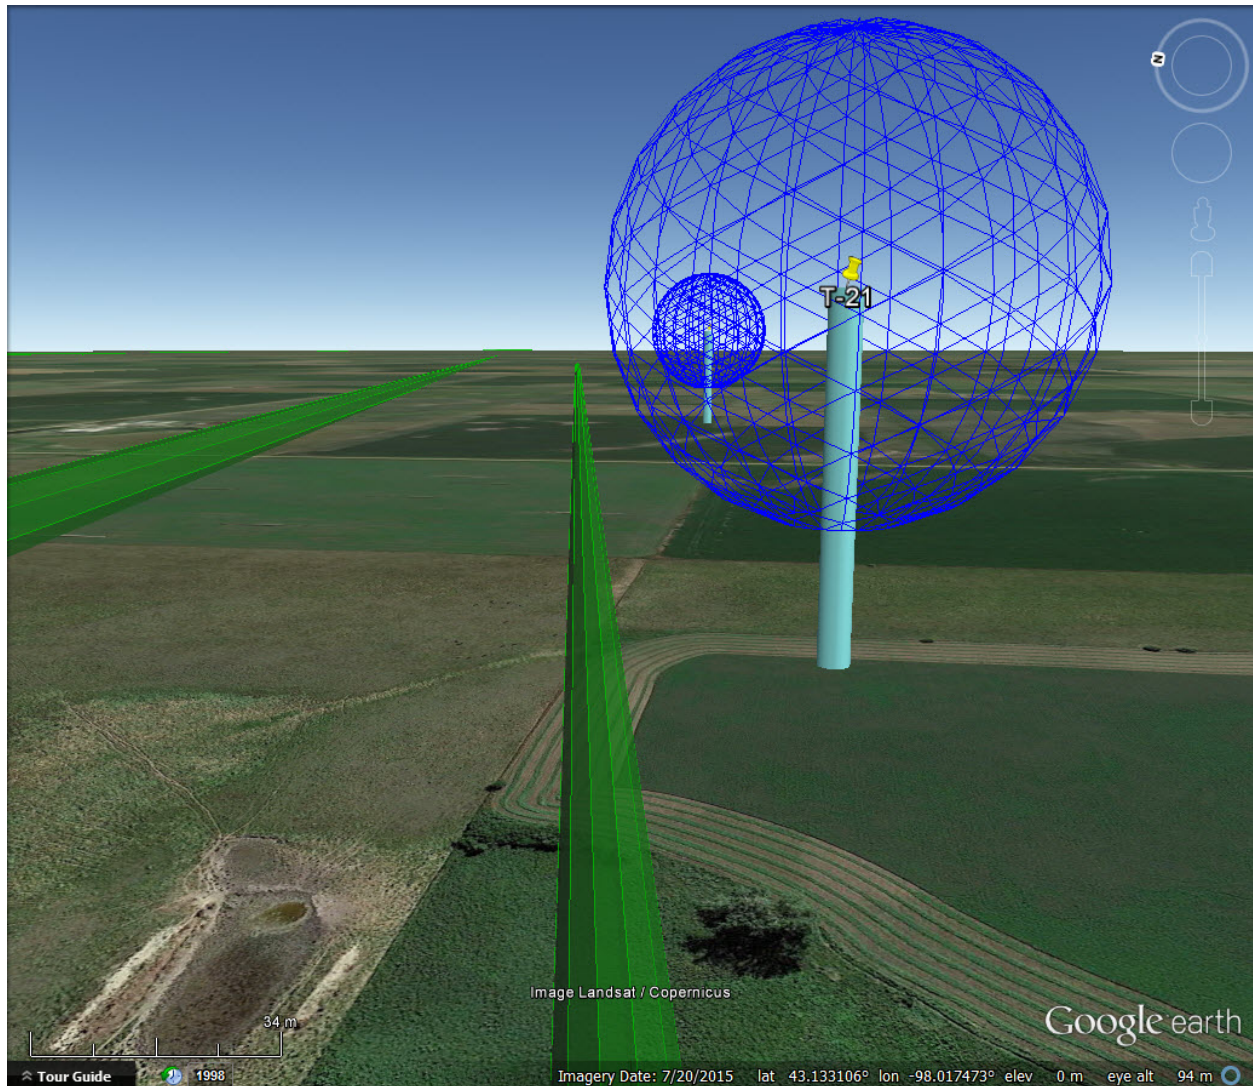 N
T-21
Image Landsat / Copernicus
34 m
Google earth
Tour Guide
1998
Imagery Date: 7/20/2015 lat 43.133106° lon -98.017473° elev 0 m eye alt 94 m